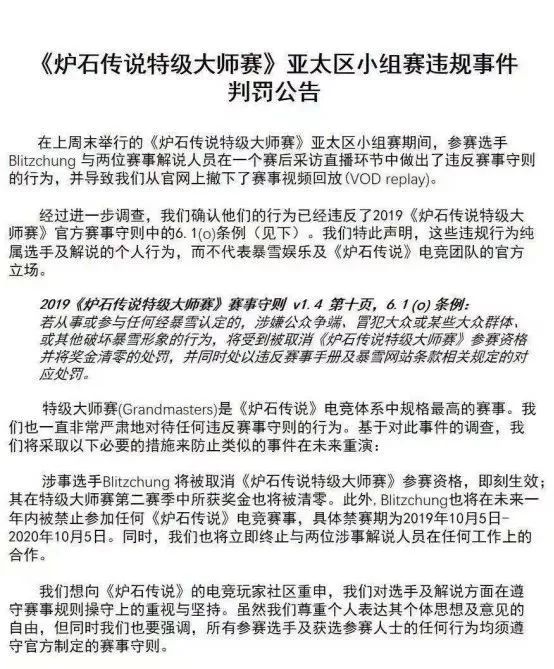 《炉石传说特级大师赛》亚太区小组赛违规事件
判罚公告
在上周末举行的《炉石传说特级大师赛》亚太区小组赛期间，参赛选手
Blitzchung 与两位赛事解说人员在一个赛后采访直播环节中做出了违反赛事守则
的行为，并导致我们从官网上撤下了赛事视频回放(VOD replay)。
经过进一步调查，我们确认他们的行为已经违反了2019《炉石传说特级大
师赛》官方赛事守则中的6.1(o)条例（见下）。我们特此声明，这些违规行为纯
属选手及解说的个人行为，而不代表暴雪娱乐及《炉石传说》电竞团队的官方
立场。
2019《炉石传说特级大师赛》赛事守则 v1.4 第十页，6.1 (o) 条例：
若从事或参与任何经暴雪认定的，涉嫌公众争端、冒犯大众或某些大众群体、
或其他破坏暴雪形象的行为，将受到被取消《炉石传说特级大师赛》参赛资格
并将奖金清零的处罚，并同时处以违反赛事手册及暴雪网站条款相关规定的对
应处罚。
特级大师赛(Grandmasters)是《炉石传说》电竞体系中规格最高的赛事。我
们也一直非常严肃地对待任何违反赛事守则的行为。基于对此事件的调查，我
们将采取以下必要的措施来防止类似的事件在未来重演：
涉事选手Blitzchung 将被取消《炉石传说特级大师赛》参赛资格，即刻生效；
其在特级大师赛第二赛季中所获奖金也将被清零。此外，Blitzchung也将在未来一
年内被禁止参加任何《炉石传说》电竞赛事，具体禁赛期为2019年10月5日-
2020年10月5日。同时，我们也将立即终止与两位涉事解说人员在任何工作上的
合作。
我们想向《炉石传说》的电竞玩家社区重申，我们对选手及解说方面在遵
守赛事规则操守上的重视与坚持。虽然我们尊重个人表达其个体思想及意见的
自由，但同时我们也要强调，所有参赛选手及获选参赛人士的任何行为均须遵
守官方制定的赛事守则。